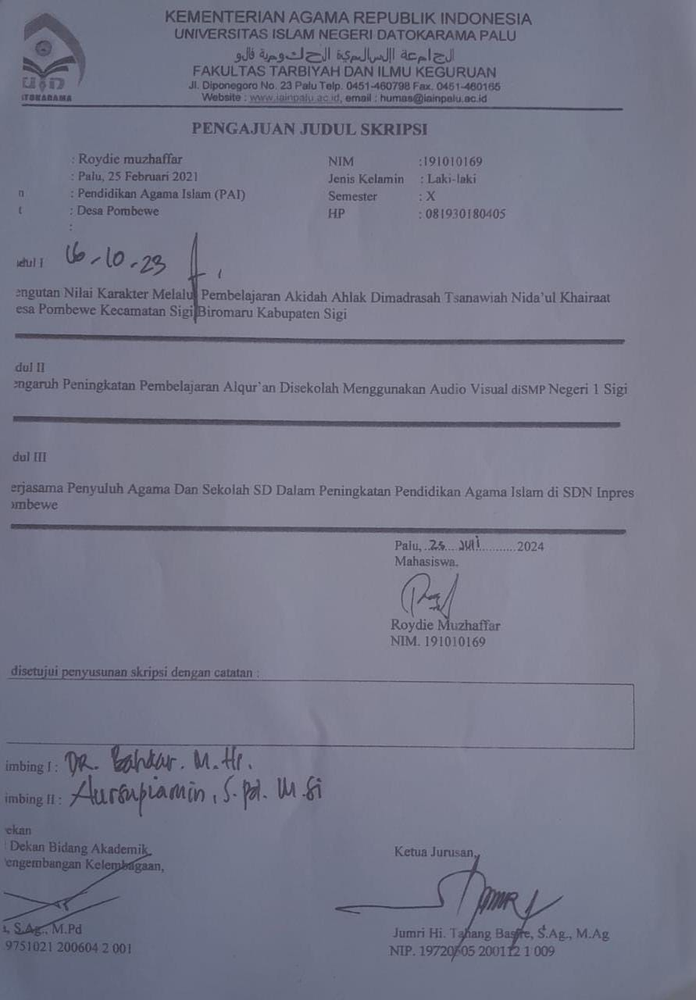 KEMENTERIAN AGAMA REPUBLIK INDONESIA
UNIVERSITAS ISLAM NEGERI DATOKARAMA PALU
FAKULTAS TARBIYAH DAN ILMU KEGURUAN
Jl. Diponegoro No. 23 Palu Telp. 0451-460798 Fax. 0451-460165
Website : www.iainpalu.ac.id, email : humas@iainpalu.ac.id
UIN
ITOKARAMA
PENGAJUAN JUDUL SKRIPSI
: Roydie muzhaffar NIM :191010169
: Palu, 25 Februari 2021 Jenis Kelamin : Laki-laki
n : Pendidikan Agama Islam (PAI) Semester : X
t : Desa Pombewe HP : 081930180405
:
udul I 16-10-23
engutan Nilai Karakter Melalui Pembelajaran Akidah Ahlak Dimadrasah Tsanawiah Nida'ul Khairaat
esa Pombewe Kecamatan Sigi Biromaru Kabupaten Sigi
dul II
engaruh Peningkatan Pembelajaran Alqur'an Disekolah Menggunakan Audio Visual diSMP Negeri 1 Sigi
dul III
erjasama Penyuluh Agama Dan Sekolah SD Dalam Peningkatan Pendidikan Agama Islam di SDN Inpres
ombewe
Palu, ..25.... Juli...........2024
Mahasiswa,
Roydie Muzhaffar
NIM. 191010169
disetujui penyusunan skripsi dengan catatan :
imbing I : DR. Bahdar. M.HI.
imbing II : S.Pd. M.Si
ekan
Dekan Bidang Akademik
engembangan Kelembagaan,
Ketua Jurusan,
, S.Ag., M.Pd
9751021 200604 2 001
Jumri Hi. Tahang Basire, S.Ag., M.Ag
NIP. 19720505 200112 1 009